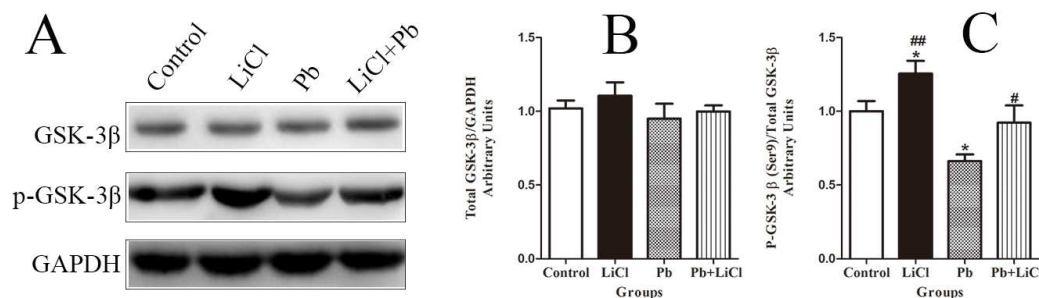 A
Control
LiCl
Pb
LiCl+Pb
GSK-3β
p-GSK-3β
GAPDH
B
Total GSK-3β/GAPDH
Arbitrary Units
1.5
1.0
0.5
0.0
Control
LiCl
Pb
Pb+LiCl
Groups
C
P-GSK-3 β (Ser9)/Total GSK-3β
Arbitrary Units
1.5
1.0
0.5
0.0
##
*
*
#
Control
LiCl
Pb
Pb+LiCl
Groups